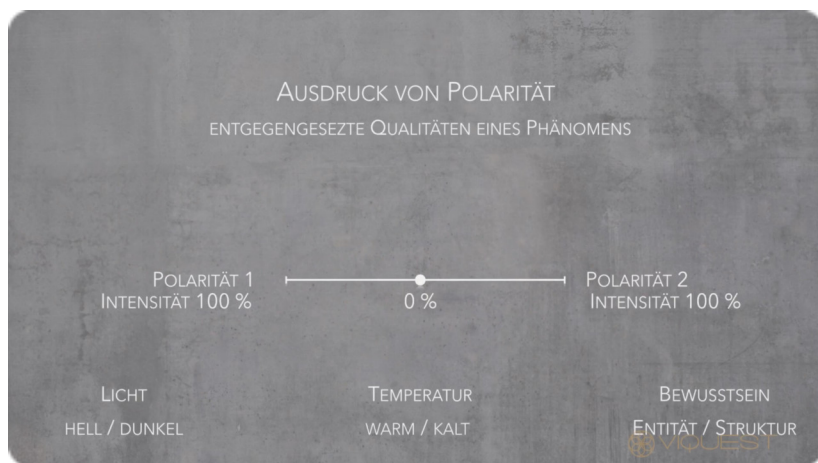 Ausdruck von Polarität
entgegengesezte Qualitäten eines Phänomens
Polarität 1
Intensität 100 %
0 %
Polarität 2
Intensität 100 %
Licht
hell / dunkel
Temperatur
warm / kalt
Bewusstsein
Entität / Struktur
VIQUEST